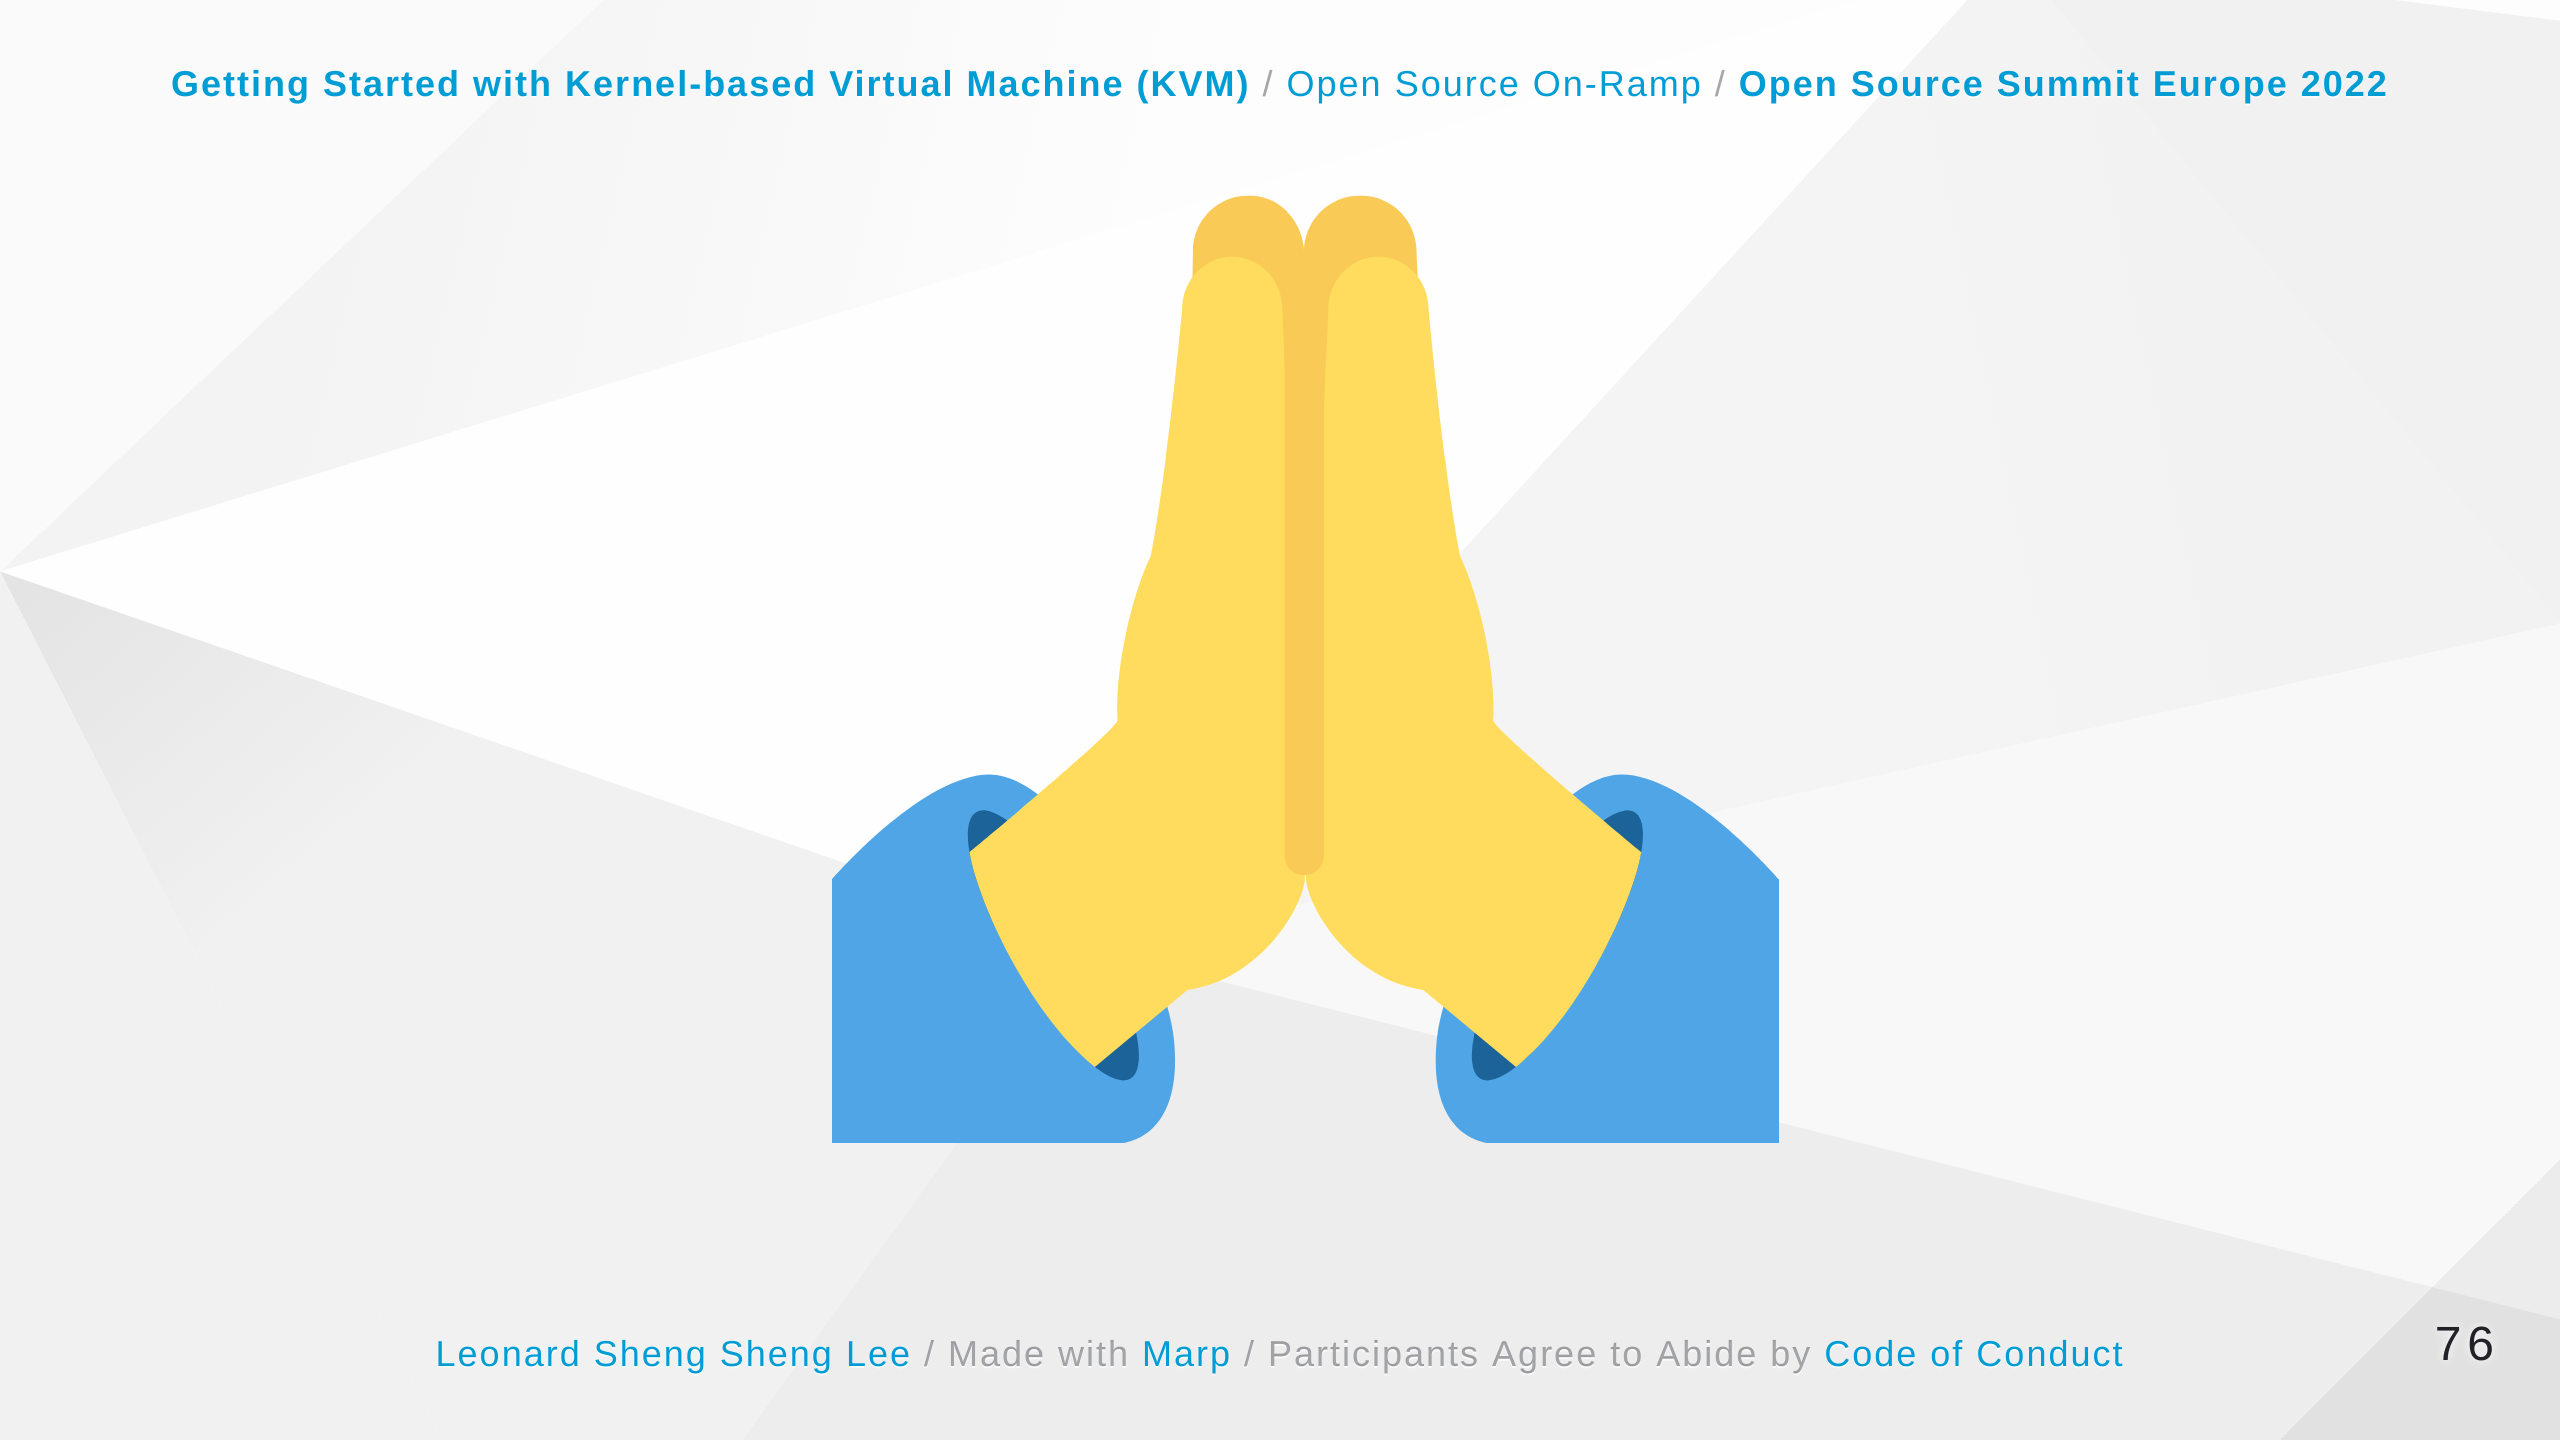 Getting Started with Kernel-based Virtual Machine (KVM) / Open Source On-Ramp / Open Source Summit Europe 2022
Leonard Sheng Sheng Lee / Made with Marp / Participants Agree to Abide by Code of Conduct
76